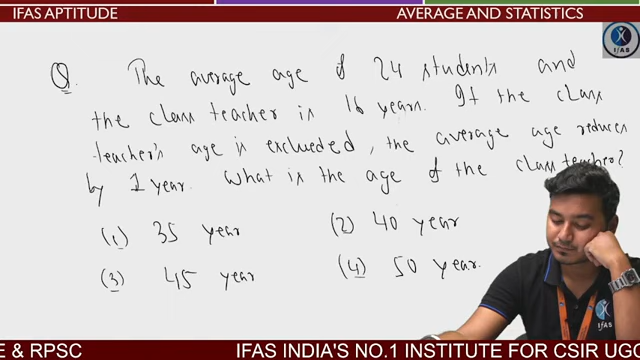 IFAS APTITUDE
AVERAGE AND STATISTICS
IFAS
Q. The average age of 24 students and
the class teacher is 16 years. If the class
teacher's age is excluded, the average age reduces
by 1 year. What is the age of the class teacher?
(1) 35 year
(2) 40 year
(3) 45 year
(4) 50 year.
IFAS
E & RPSC
IFAS INDIA'S NO.1 INSTITUTE FOR CSIR UG